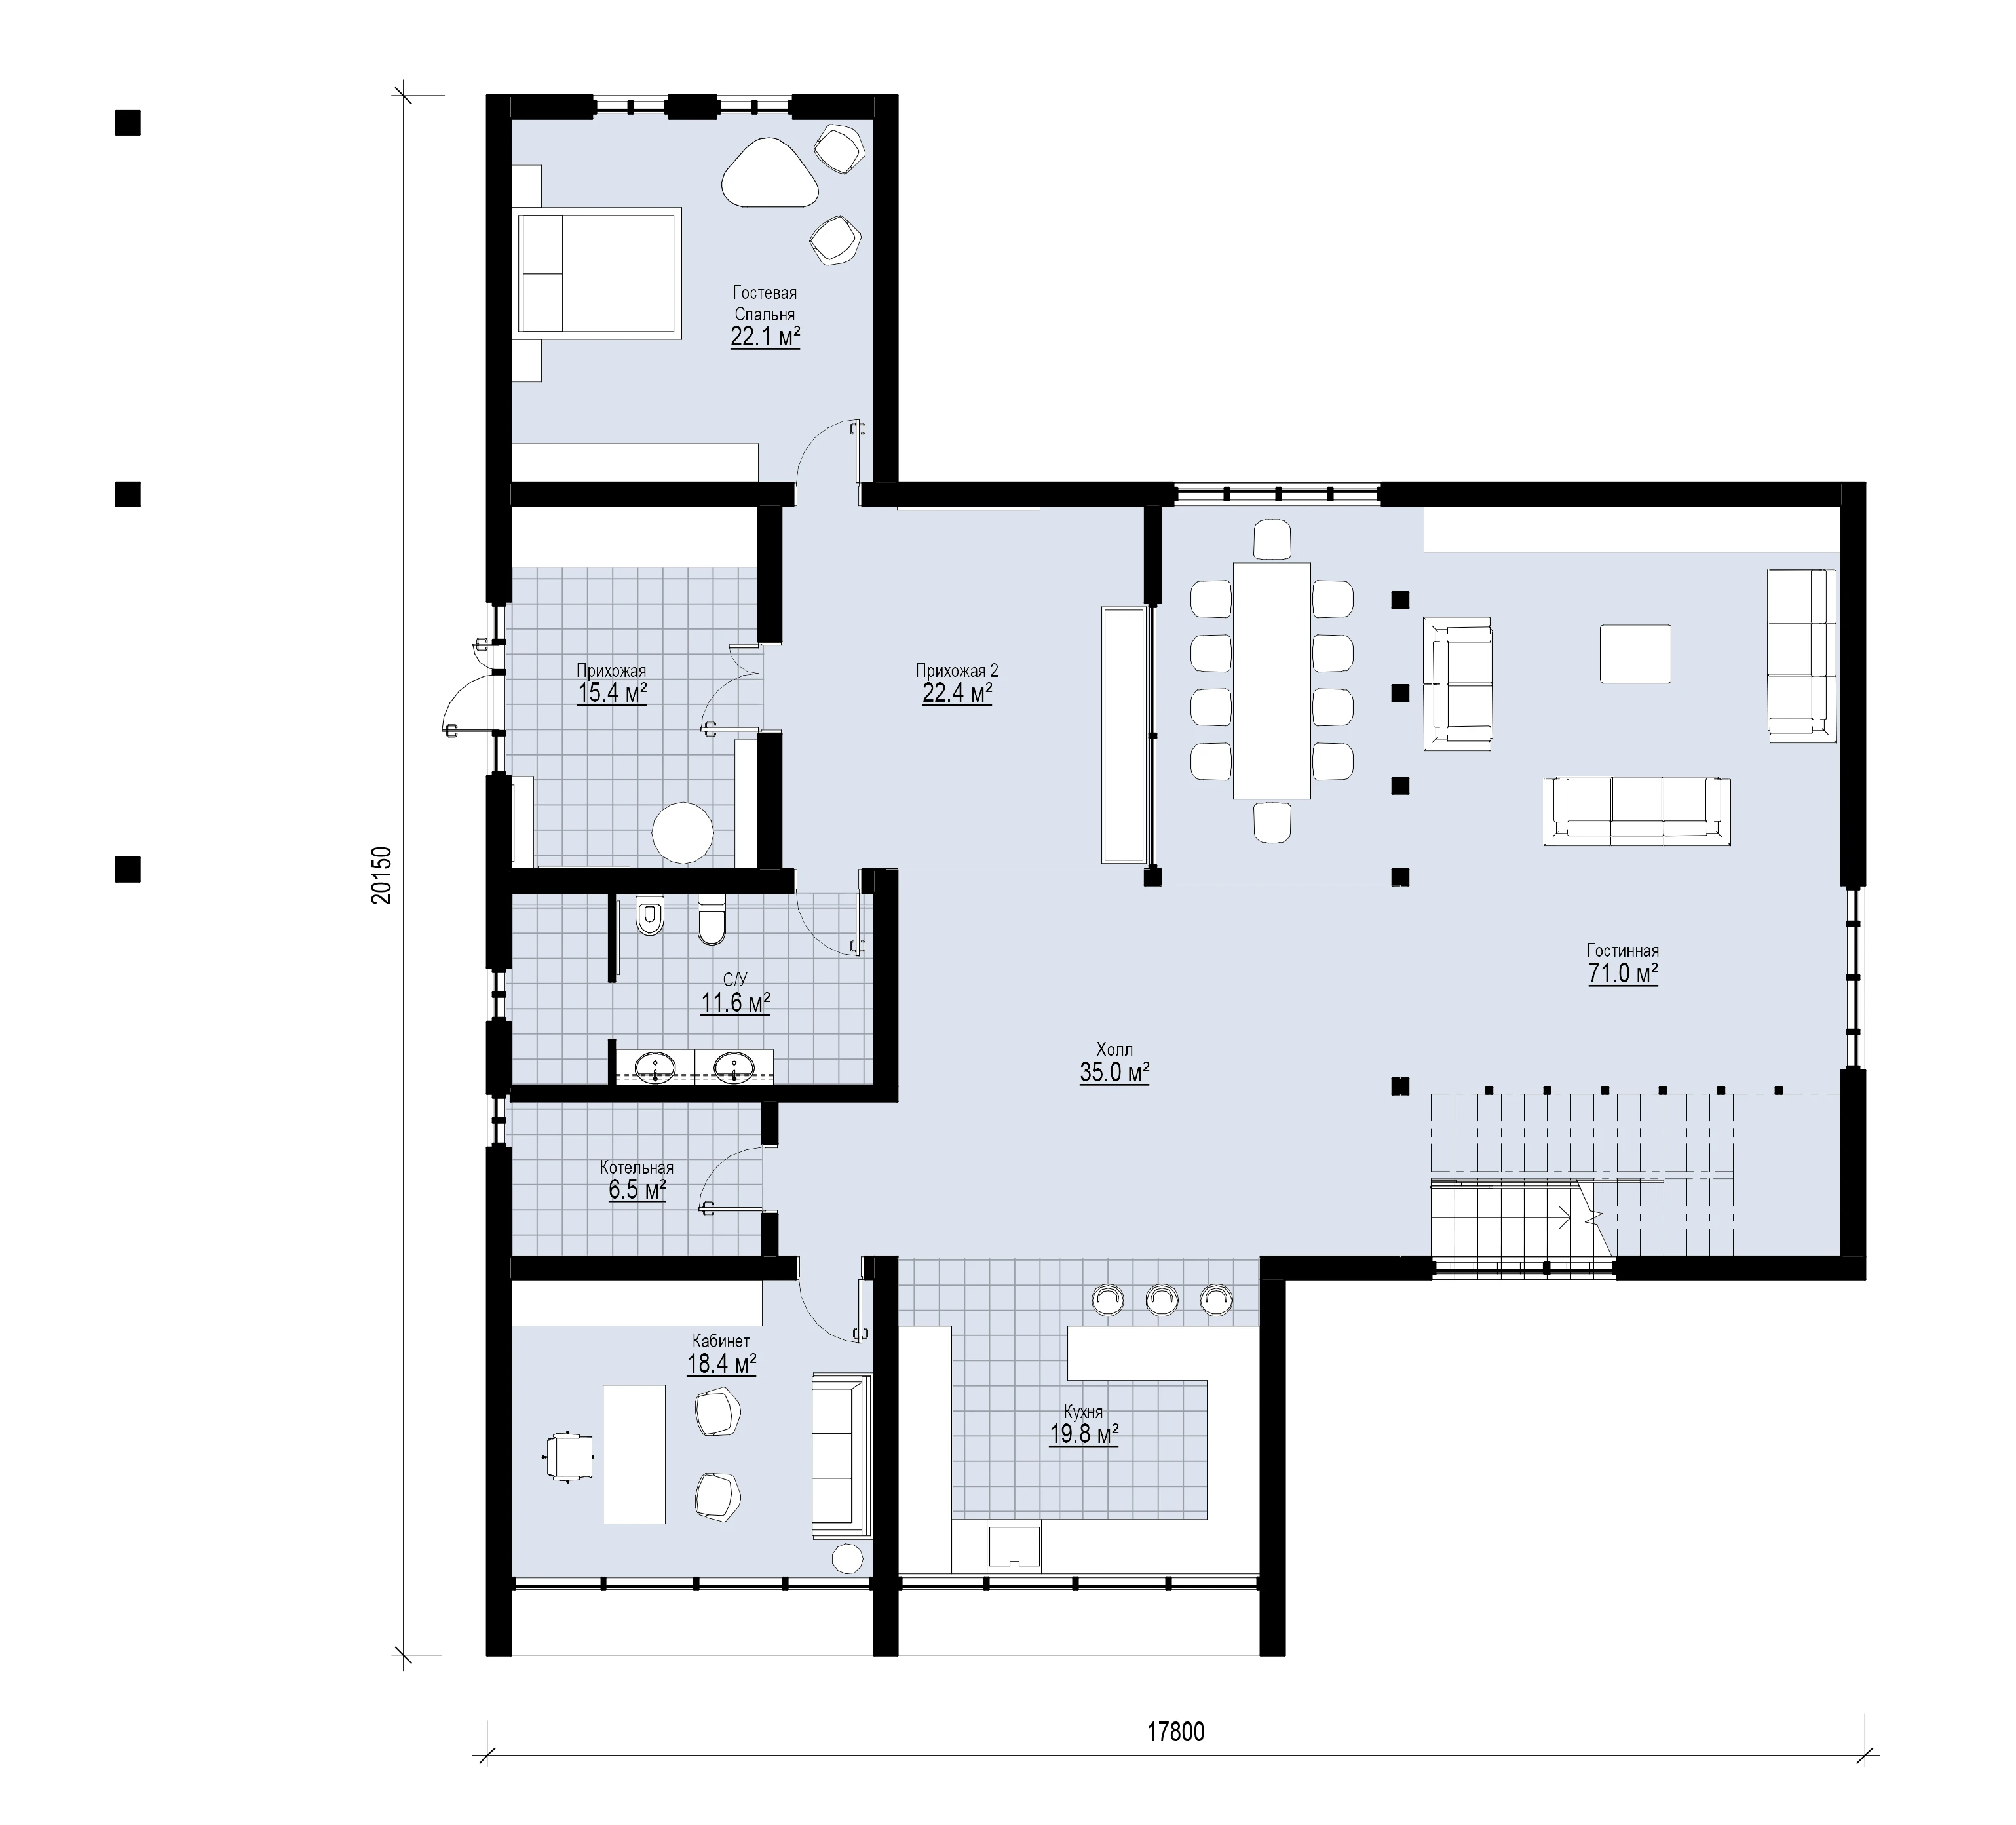 Гостевая
Спальня
22.1 м²
Прихожая
15.4 м²
Прихожая 2
22.4 м²
20150
Гостинная
71.0 м²
С/У
11.6 м²
Холл
35.0 м²
Котельная
6.5 м²
Кабинет
18.4 м²
Кухня
19.8 м²
17800